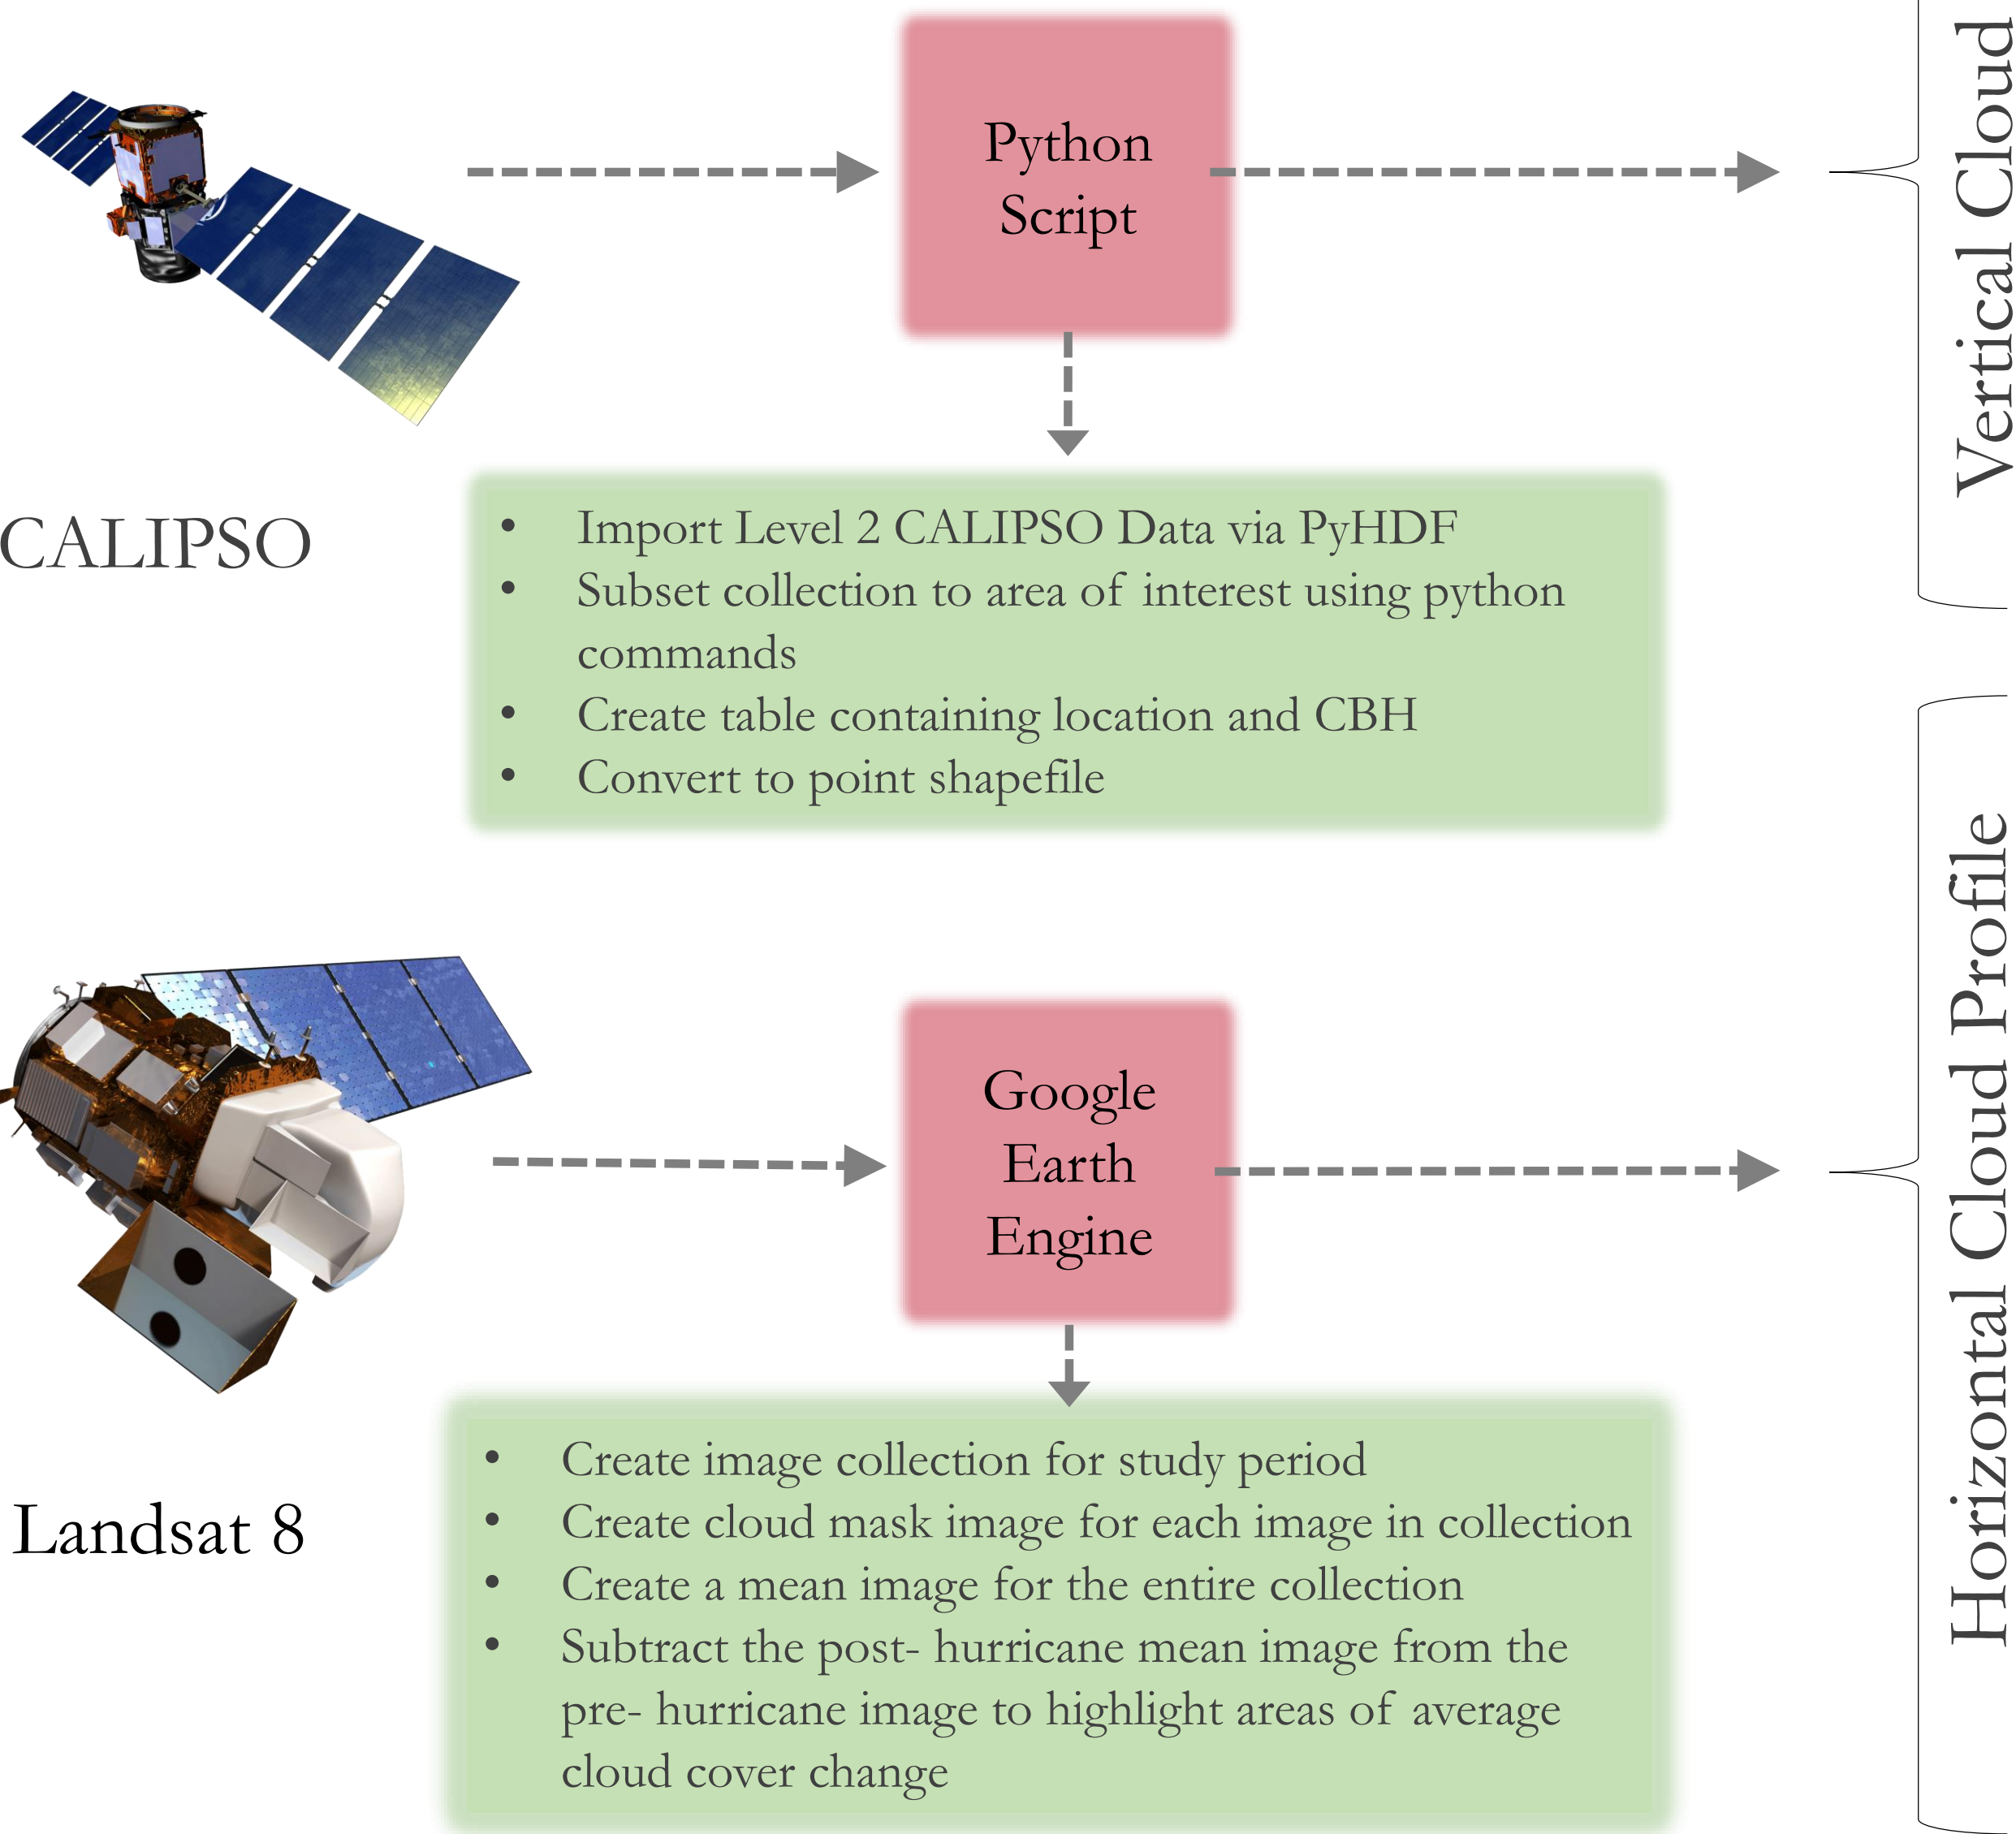 Python
Script
Vertical Cloud
CALIPSO
• Import Level 2 CALIPSO Data via PyHDF
• Subset collection to area of interest using python
commands
• Create table containing location and CBH
• Convert to point shapefile
Google
Earth
Engine
Horizontal Cloud Profile
Landsat 8
• Create image collection for study period
• Create cloud mask image for each image in collection
• Create a mean image for the entire collection
• Subtract the post- hurricane mean image from the
pre- hurricane image to highlight areas of average
cloud cover change